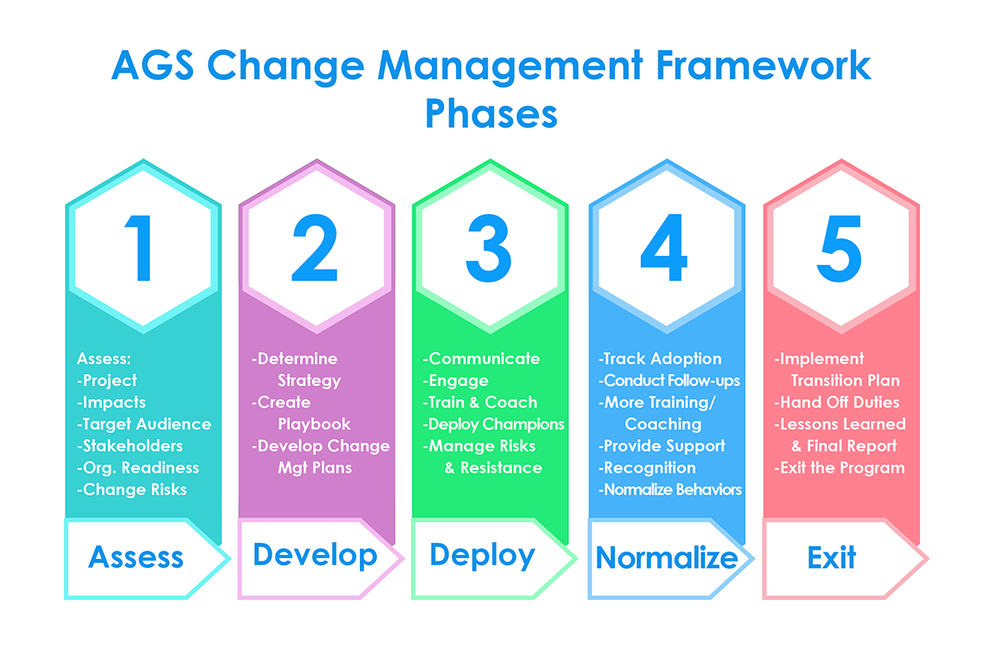 AGS Change Management Framework
Phases
1
Assess:
-Project
-Impacts
-Target Audience
-Stakeholders
-Org. Readiness
-Change Risks
Assess
2
-Determine
Strategy
-Create
Playbook
-Develop Change
Mgt Plans
Develop
3
-Communicate
-Engage
-Train & Coach
-Deploy Champions
-Manage Risks
& Resistance
Deploy
4
-Track Adoption
-Conduct Follow-ups
-More Training/
Coaching
-Provide Support
-Recognition
-Normalize Behaviors
Normalize
5
-Implement
Transition Plan
-Hand Off Duties
-Lessons Learned
& Final Report
-Exit the Program
Exit